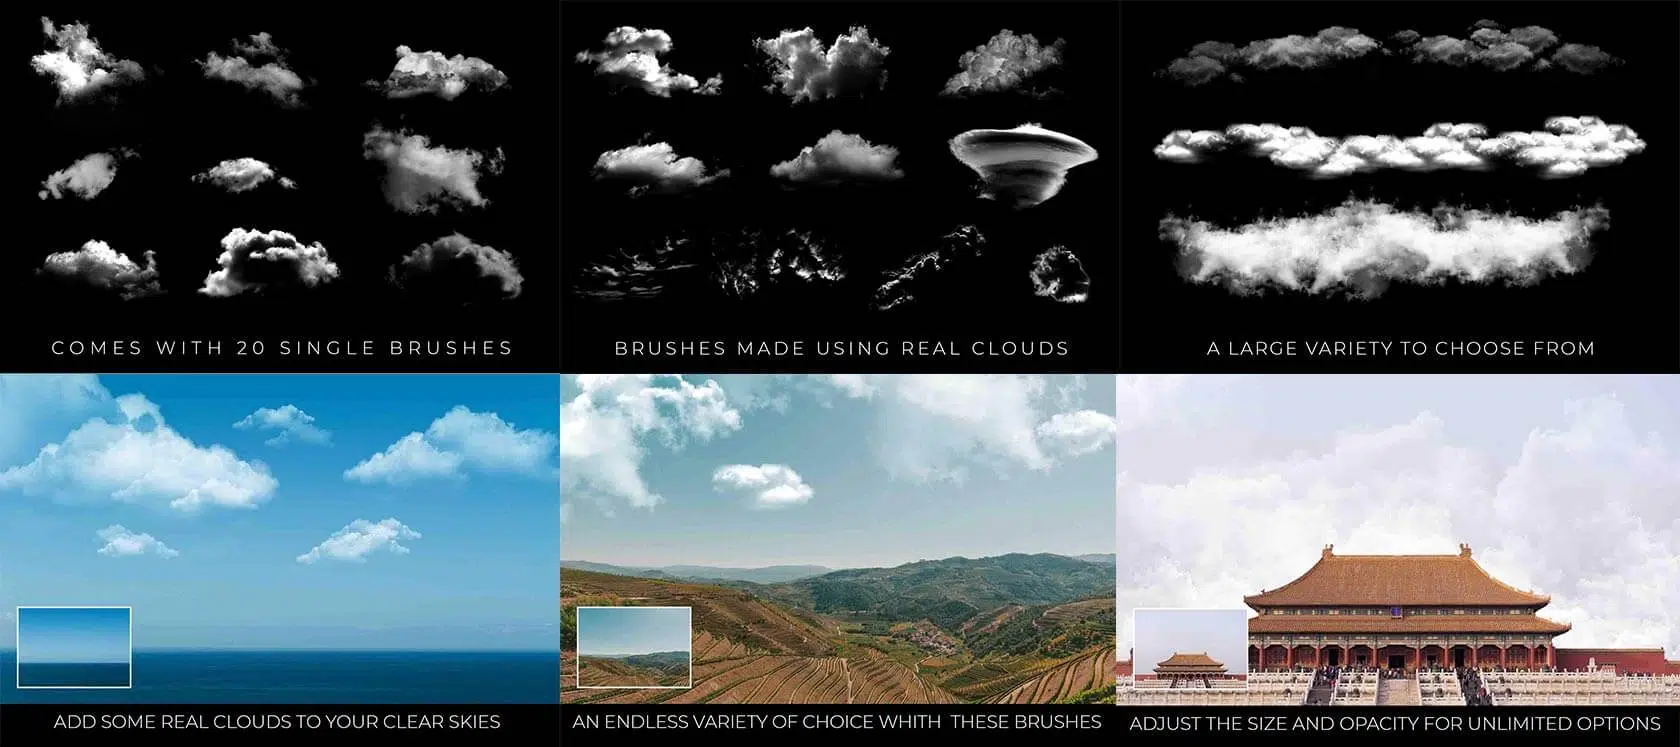 COMES WITH 20 SINGLE BRUSHES
BRUSHES MADE USING REAL CLOUDS
A LARGE VARIETY TO CHOOSE FROM
ADD SOME REAL CLOUDS TO YOUR CLEAR SKIES
AN ENDLESS VARIETY OF CHOICE WHITH THESE BRUSHES
ADJUST THE SIZE AND OPACITY FOR UNLIMITED OPTIONS